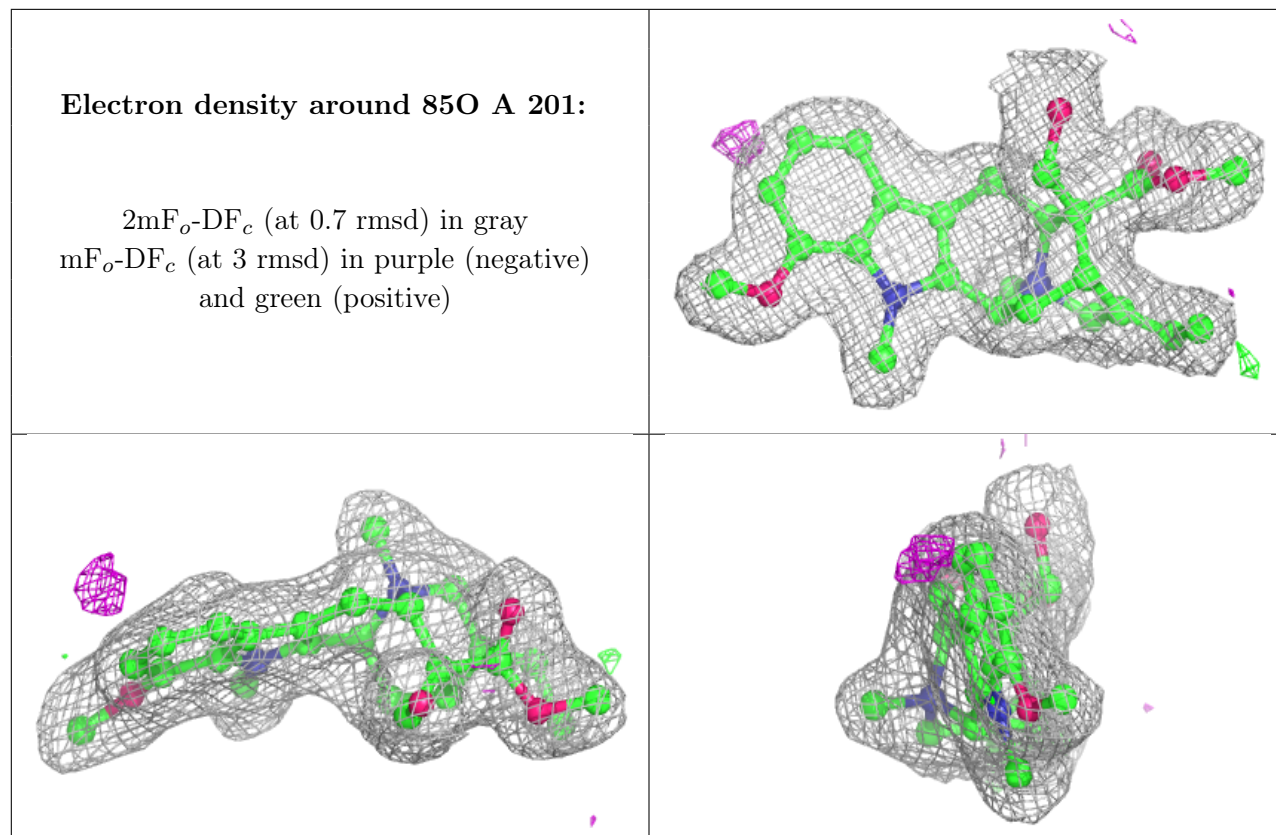 Electron density around 85O A 201:
2mFo-DFc (at 0.7 rmsd) in gray
mFo-DFc (at 3 rmsd) in purple (negative)
and green (positive)